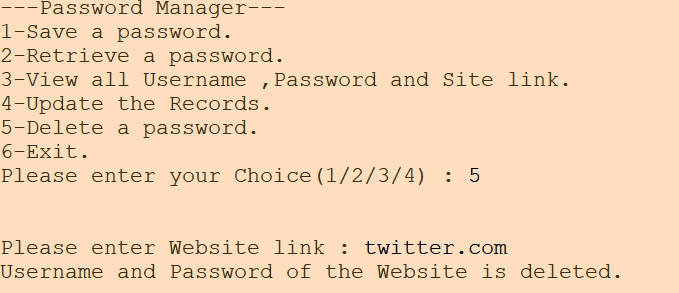 ---Password Manager---
1-Save a password.
2-Retrieve a password.
3-View all Username ,Password and Site link.
4-Update the Records.
5-Delete a password.
6-Exit.
Please enter your Choice(1/2/3/4) : 5
Please enter Website link : twitter.com
Username and Password of the Website is deleted.